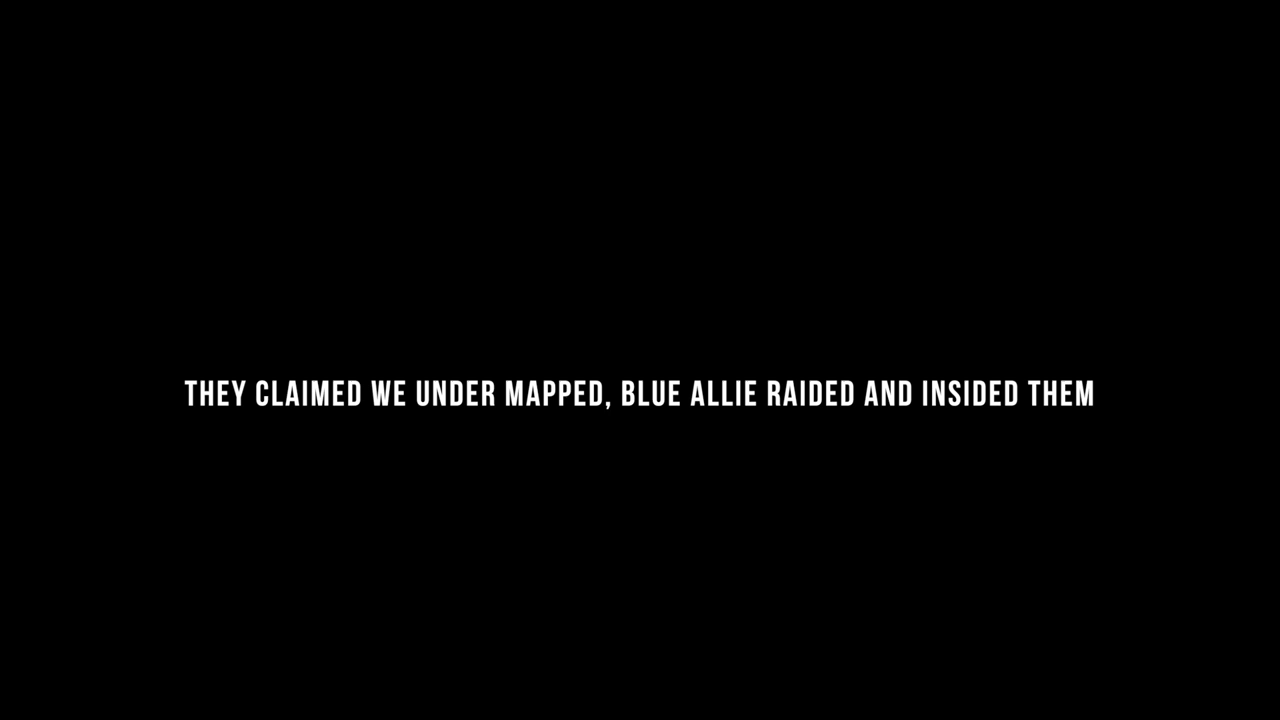 THEY CLAIMED WE UNDER MAPPED, BLUE ALLIE RAIDED AND INSIDED THEM